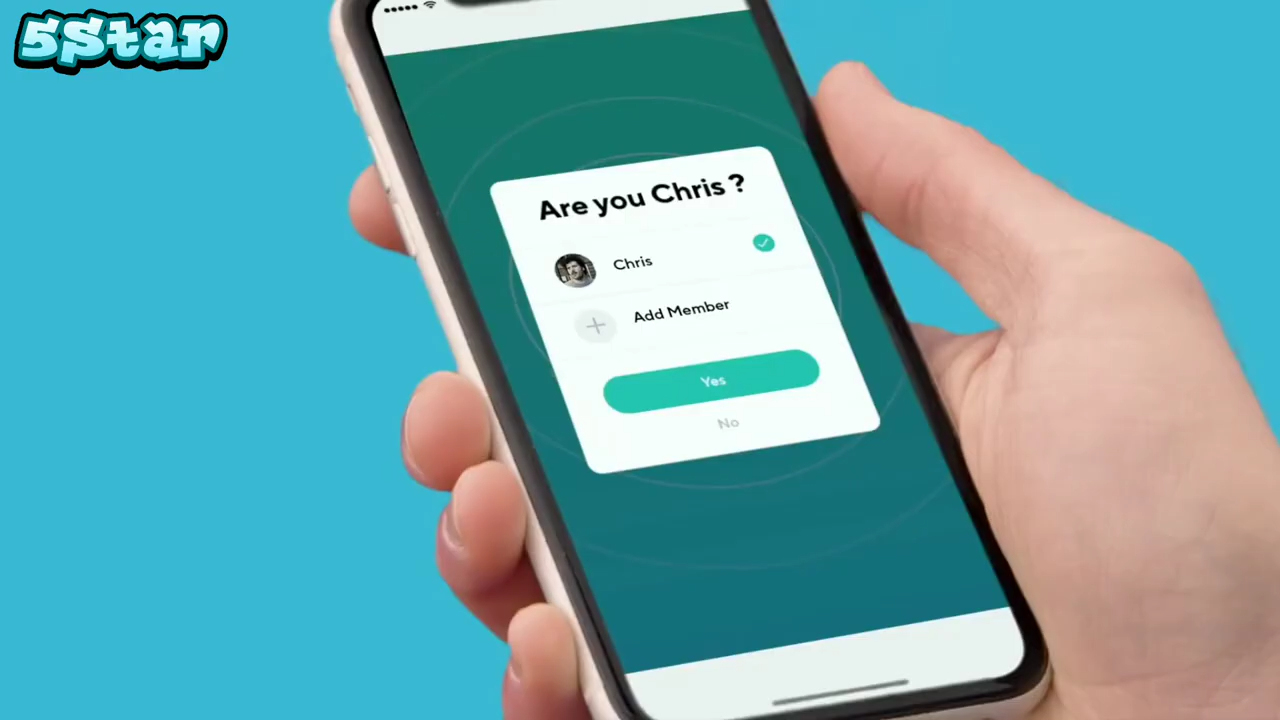 5Star
Are you Chris ?
Chris
Add Member
Yes
No